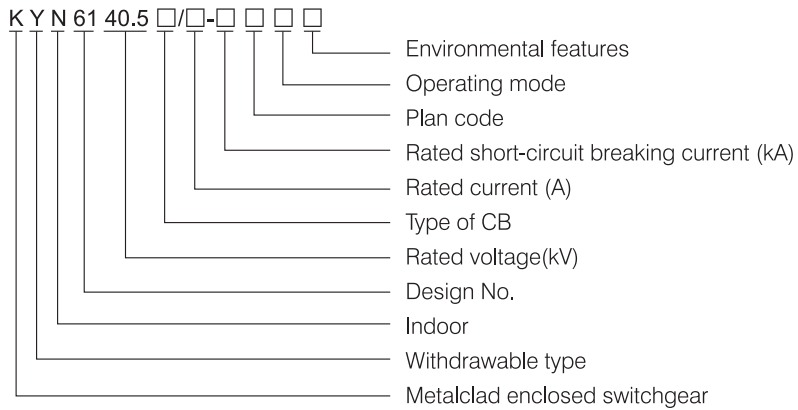 K Y N 61 40.5 □/□-□ □ □ □
Environmental features
Operating mode
Plan code
Rated short-circuit breaking current (kA)
Rated current (A)
Type of CB
Rated voltage(kV)
Design No.
Indoor
Withdrawable type
Metalclad enclosed switchgear